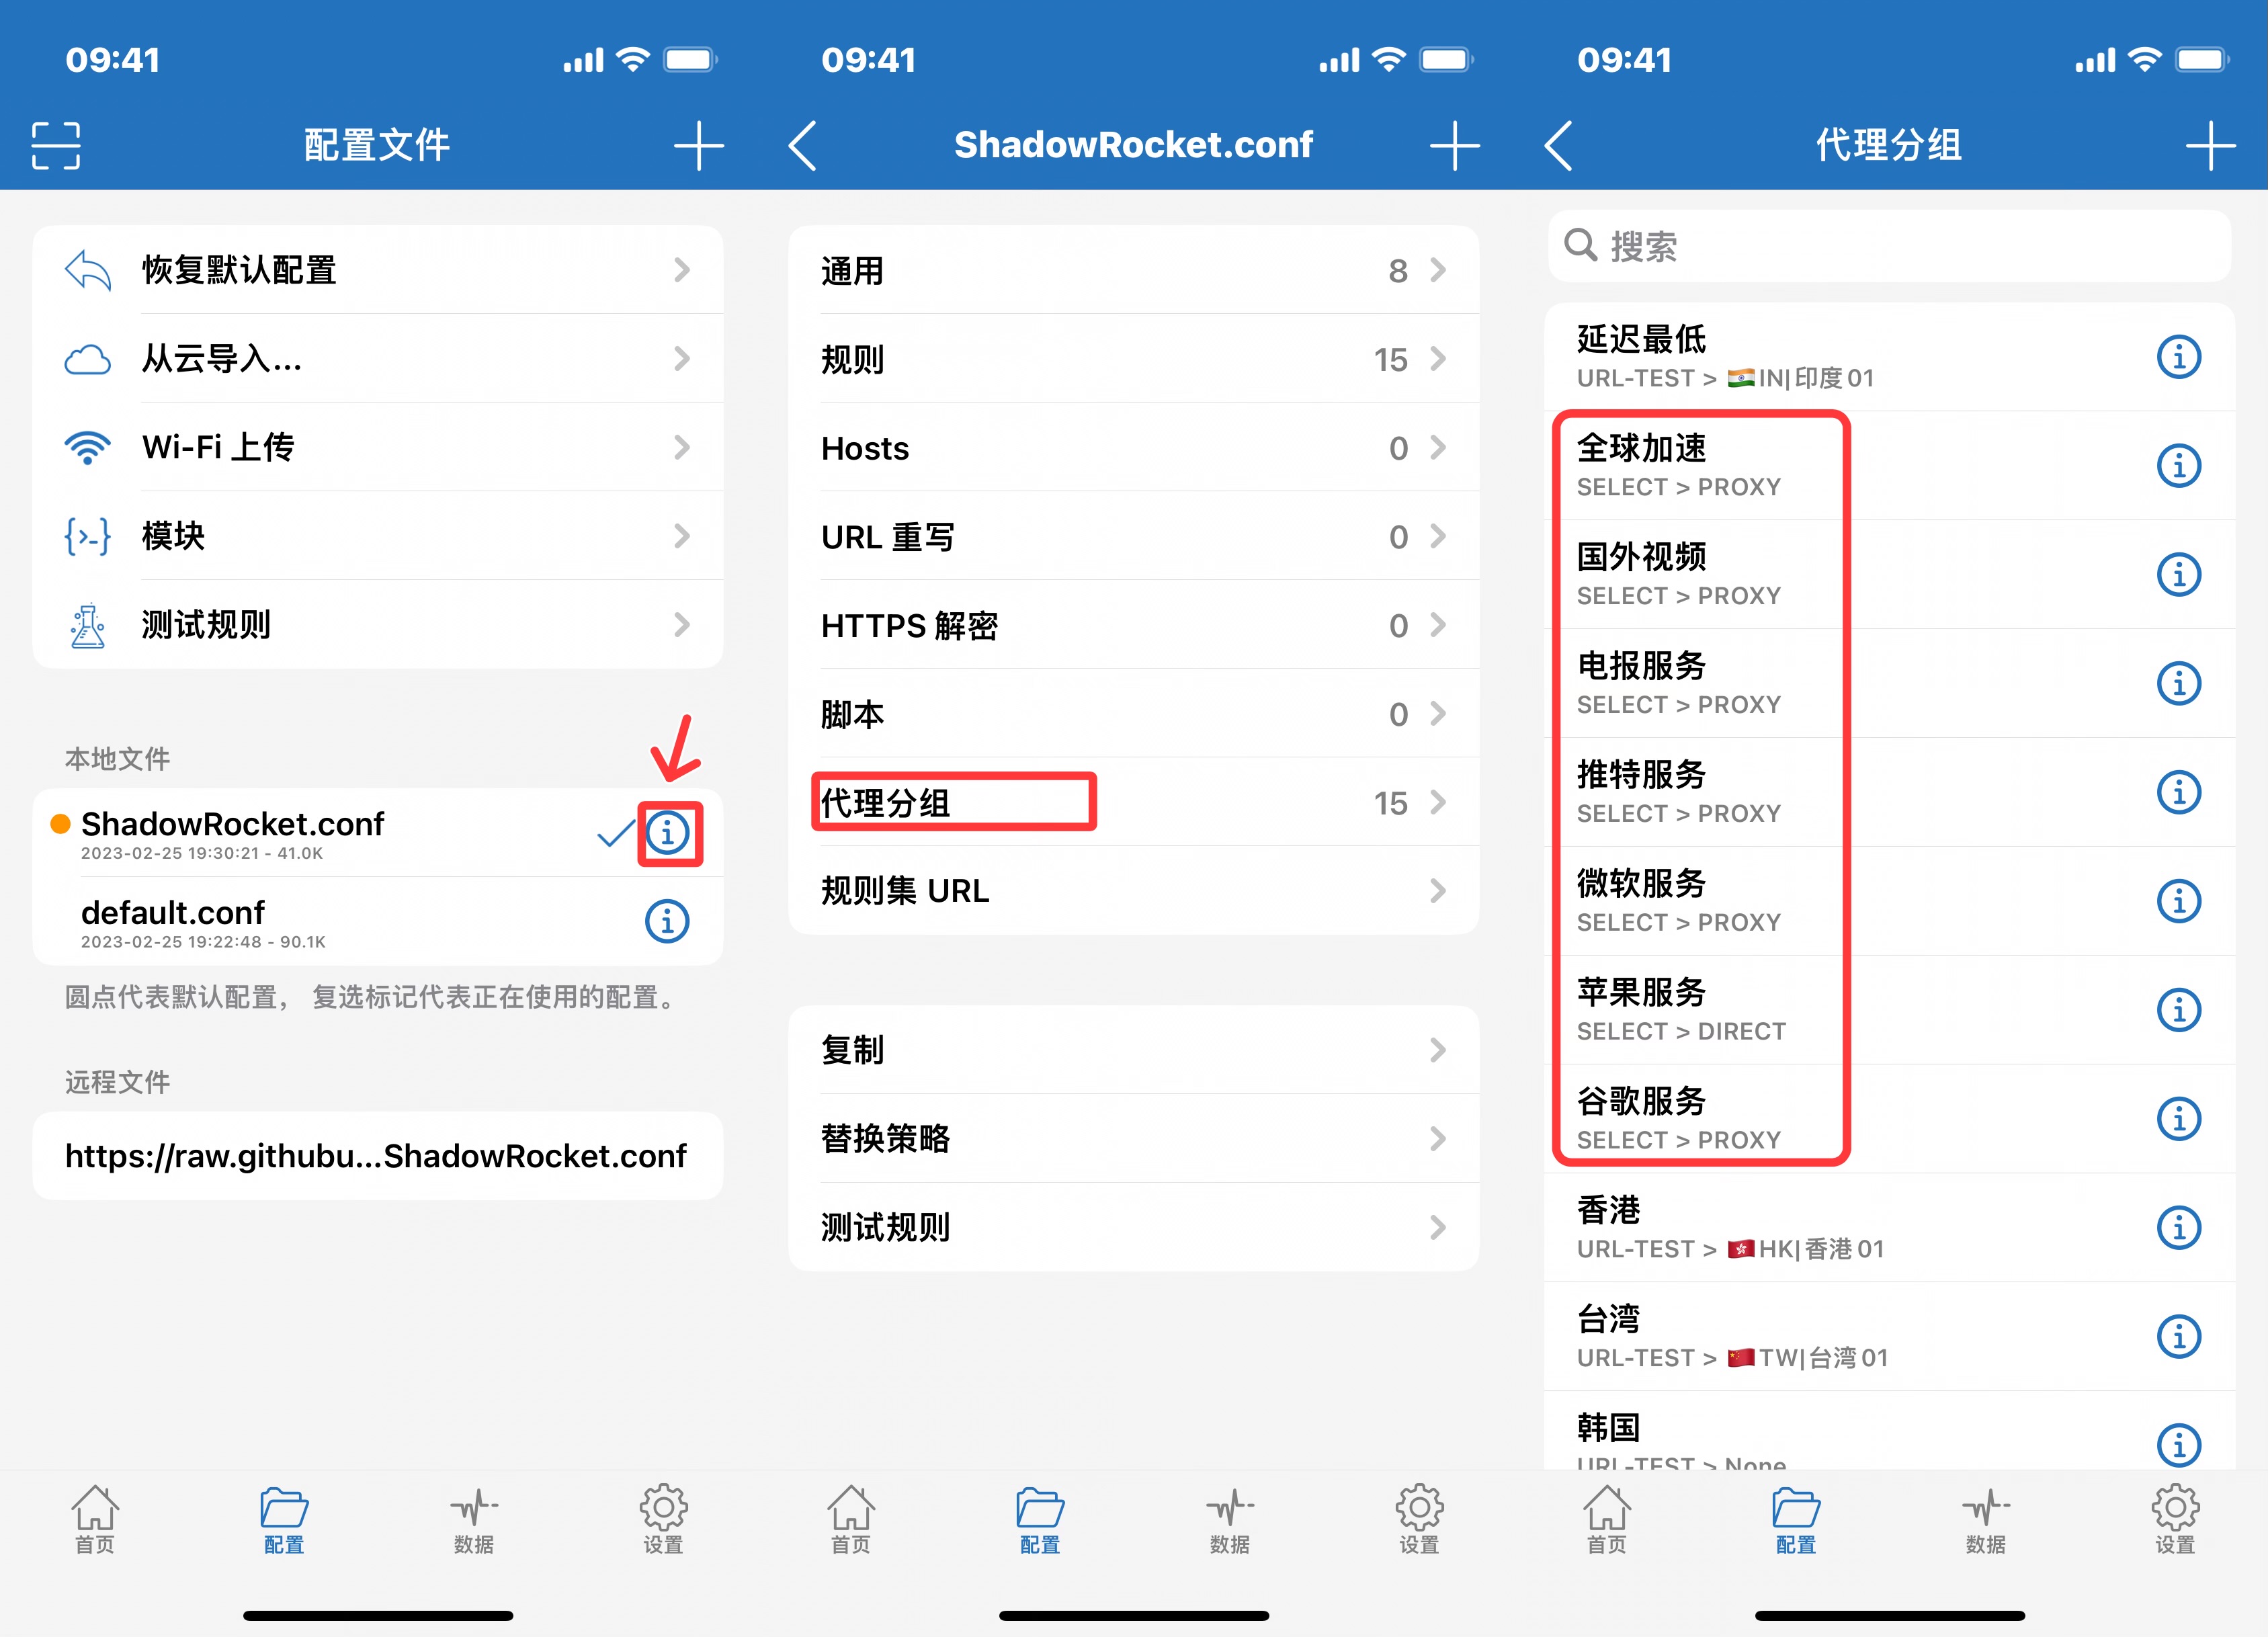 09:41
配置文件
恢复默认配置
从云导入...
Wi-Fi 上传
模块
测试规则
本地文件
ShadowRocket.conf
2023-02-25 19:30:21 - 41.0K
default.conf
2023-02-25 19:22:48 - 90.1K
圆点代表默认配置， 复选标记代表正在使用的配置。
远程文件
https://raw.githubu...ShadowRocket.conf
首页
配置
数据
设置
09:41
ShadowRocket.conf
通用 8
规则 15
Hosts 0
URL 重写 0
HTTPS 解密 0
脚本 0
代理分组 15
规则集 URL
复制
替换策略
测试规则
首页
配置
数据
设置
09:41
代理分组
搜索
延迟最低
URL-TEST > 🇮🇳IN|印度01
全球加速
SELECT > PROXY
国外视频
SELECT > PROXY
电报服务
SELECT > PROXY
推特服务
SELECT > PROXY
微软服务
SELECT > PROXY
苹果服务
SELECT > DIRECT
谷歌服务
SELECT > PROXY
香港
URL-TEST > 🇭🇰HK|香港01
台湾
URL-TEST > 🇨🇳TW|台湾01
韩国
URL-TEST > None
首页
配置
数据
设置